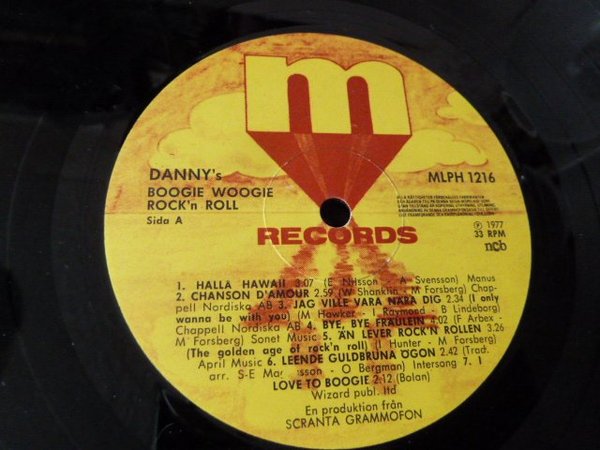 m
RECORDS
DANNY's
BOOGIE WOOGIE
ROCK'n ROLL
Sida A
MLPH 1216
℗ 1977
33 RPM
ncb
1. HALLA HAWAII 3.07 (E Nilsson - A Svensson) Manus
2. CHANSON D'AMOUR 2.59 (W Shanklin - M Forsberg) Chap-
pell Nordiska AB 3. JAG VILLE VARA NÄRA DIG 2.34 (I only
wanna be with you) (M Hawker - I Raymond - B Lindeborg)
Chappell Nordiska AB 4. BYE, BYE FRÄULEIN 4.02 (F Arbex -
M Forsberg) Sonet Music 5. ÄN LEVER ROCK'N ROLLEN 3.26
(The golden age of rock'n roll) (I Hunter - M Forsberg)
April Music 6. LEENDE GULDBRUNA ÖGON 2.42 (Trad.
arr. S-E - O Bergman) Intersong 7. I
LOVE TO BOOGIE 2.12 (Bolan)
Wizard publ. ltd
En produktion från
SCRANTA GRAMMOFON